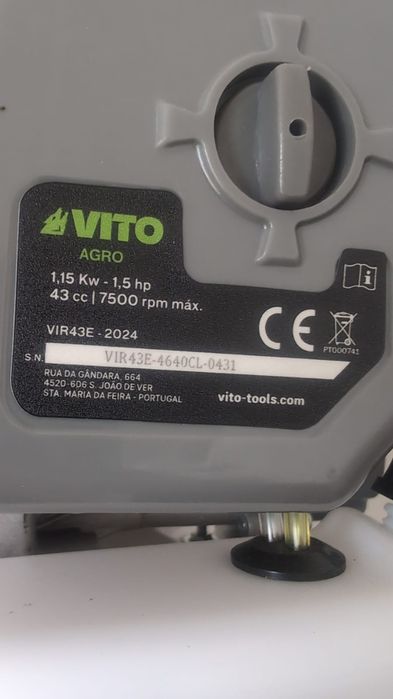 VITO
AGRO
1,15 Kw - 1,5 hp
43 cc | 7500 rpm máx.
VIR43E - 2024
S.N. VIR43E-4640CL-0431
CE
PT000743
RUA DA GÂNDARA, 664
4520-606 S. JOÃO DE VER
STA. MARIA DA FEIRA - PORTUGAL
vito-tools.com